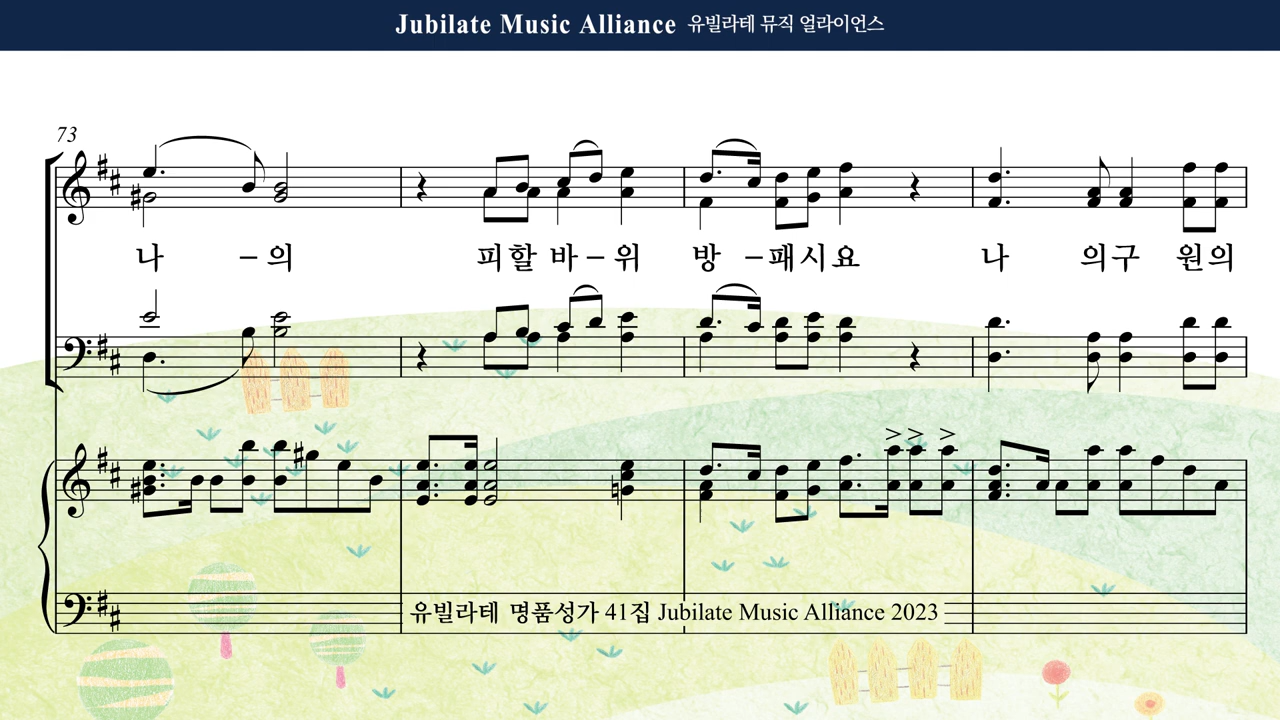 Jubilate Music Alliance 유빌라테 뮤직 얼라이언스
73
나 - 의 피할 바 - 위 방 - 패시요 나 의구 원의
유빌라테 명품성가 41집 Jubilate Music Alliance 2023